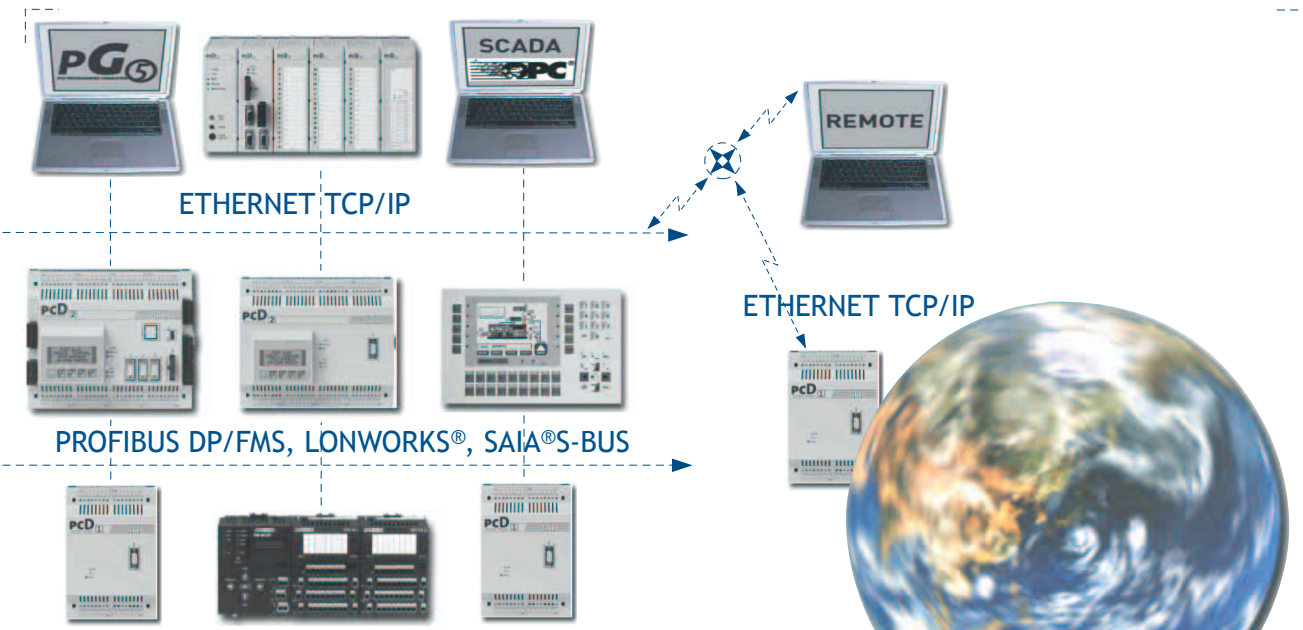 PG5
SCADA
OPC®
REMOTE
ETHERNET TCP/IP
PCD2
PCD2
ETHERNET TCP/IP
PCD1
PROFIBUS DP/FMS, LONWORKS®, SAIA®S-BUS
PCD1
PCD1